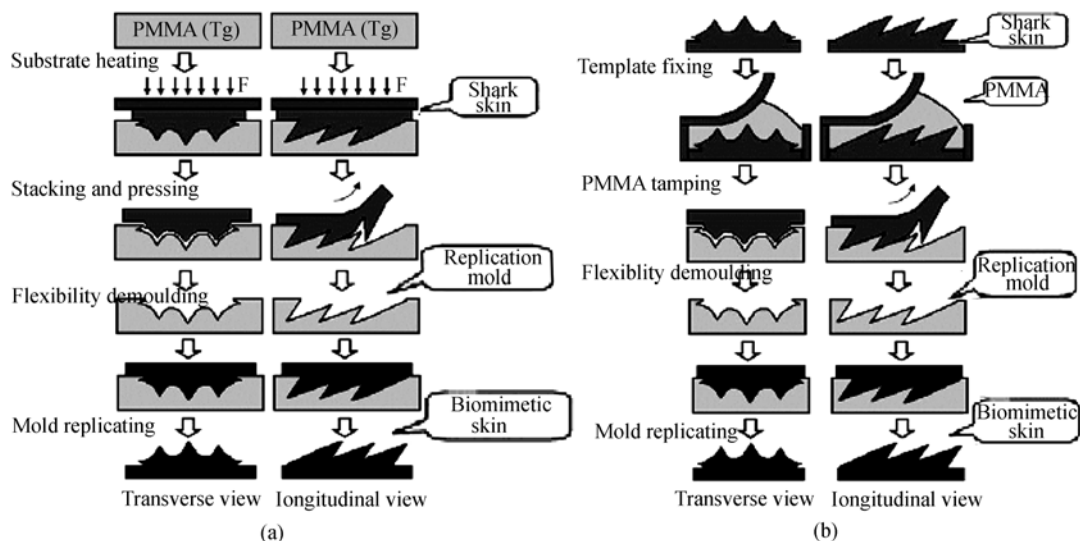 PMMA (Tg)
PMMA (Tg)
Substrate heating
F
F
Shark
skin
Stacking and pressing
Replication
mold
Flexibility demoulding
Biomimetic
skin
Mold replicating
Transverse view
longitudinal view
(a)
Shark
skin
Template fixing
PMMA
PMMA tamping
Flexiblity demoulding
Replication
mold
Biomimetic
skin
Mold replicating
Transverse view
longitudinal view
(b)